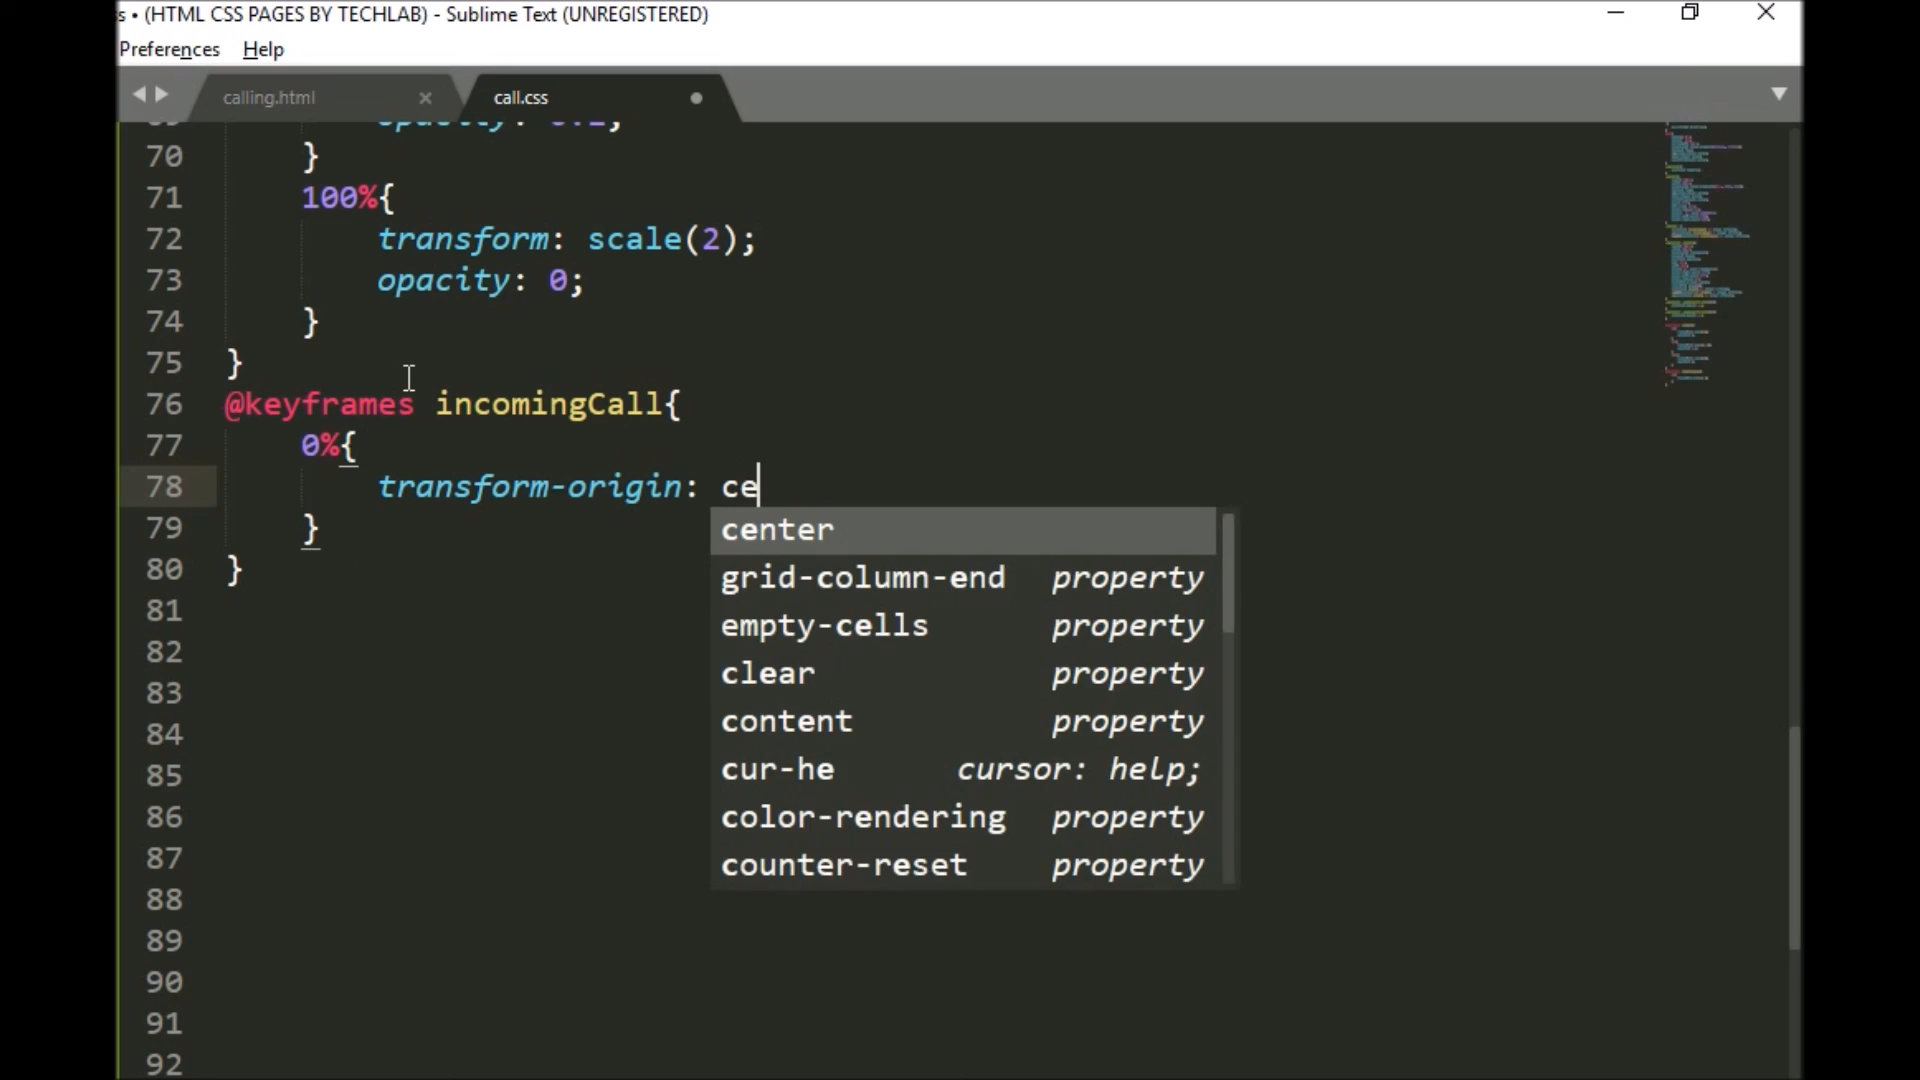 s • (HTML CSS PAGES BY TECHLAB) - Sublime Text (UNREGISTERED)
Preferences Help
calling.html call.css
70 }
71 100%{
72 transform: scale(2);
73 opacity: 0;
74 }
75 }
76 @keyframes incomingCall{
77 0%{
78 transform-origin: ce
79 }
80 }
81
82
83
84
85
86
87
88
89
90
91
92
center
grid-column-end property
empty-cells property
clear property
content property
cur-he cursor: help;
color-rendering property
counter-reset property